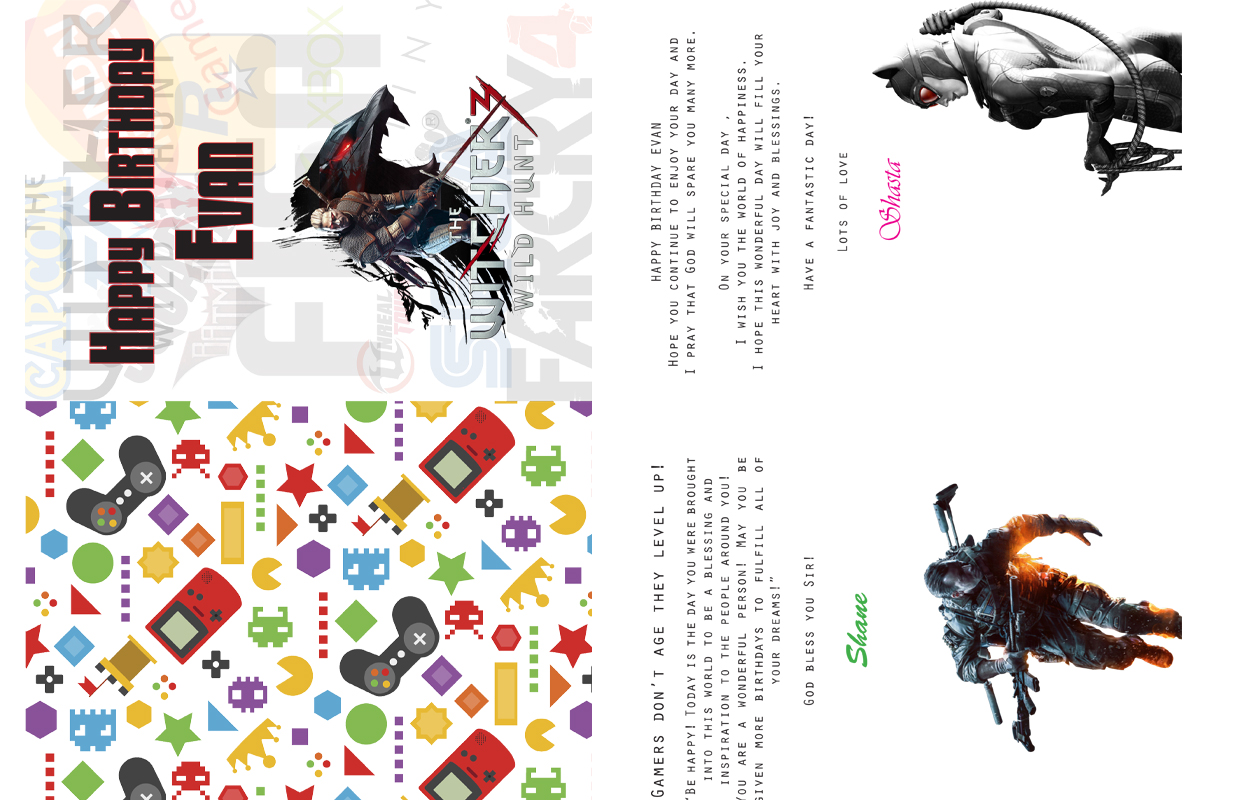 CAPCOM
THE
WITCHER
WILD HUNT
Happy Birthday
Evan
BATMAN
R
Game
FIFA
XBOX
UNREAL
®
THE
WITCHER 3
WILD HUNT
FARCRY 4
Gamers don't age they level up!
"Be happy! Today is the day you were brought
into this world to be a blessing and
inspiration to the people around you!
You are a wonderful person! May you be
given more birthdays to fulfill all of
your dreams!"
God bless you Sir!
Shane
HAPPY BIRTHDAY EVAN
Hope you continue to enjoy your day and
I pray that God will spare you many more.
On your special day ,
I wish you the world of happiness.
I hope this wonderful day will fill your
heart with joy and blessings.
Have a fantastic day!
Lots of love
Shasta